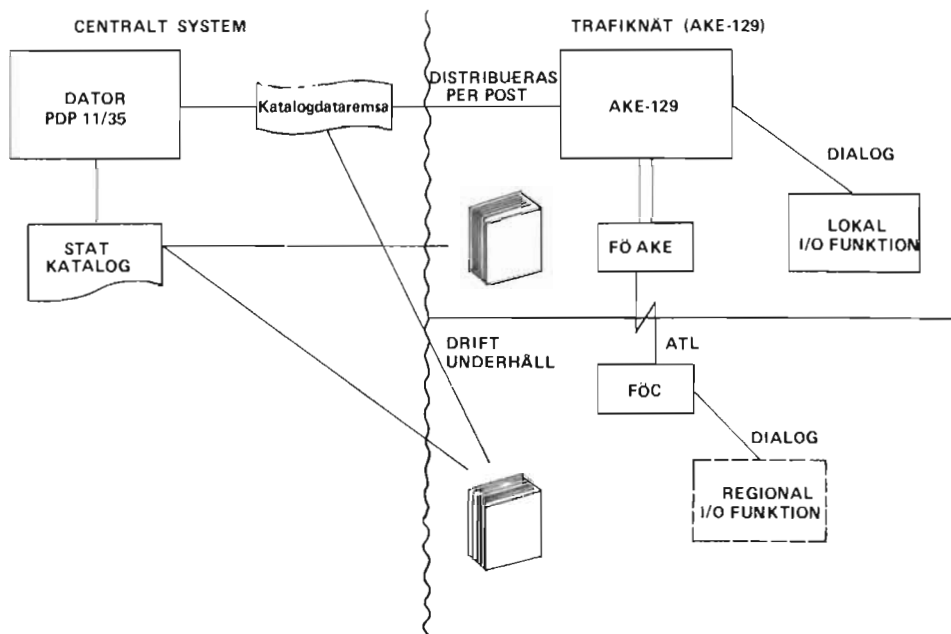 CENTRALT SYSTEM
TRAFIKNÄT (AKE-129)
DATOR
PDP 11/35
Katalogdataremsa
DISTRIBUERAS
PER POST
AKE-129
DIALOG
STAT
KATALOG
FÖ AKE
LOKAL
I/O FUNKTION
DRIFT
UNDERHÅLL
ATL
FÖC
DIALOG
REGIONAL
I/O FUNKTION